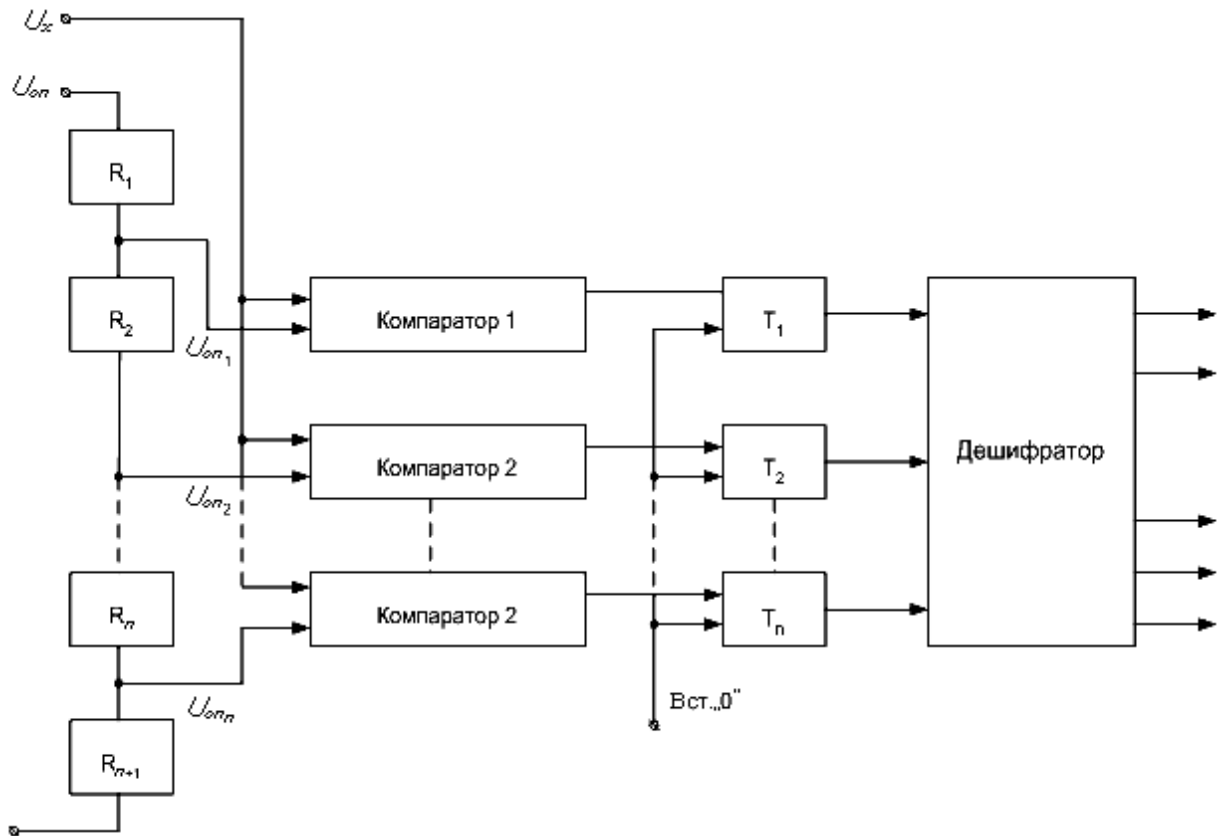 Uₓ
Uоп
R₁
R₂
Uоп₁
Компаратор 1
T₁
Uоп₂
Компаратор 2
T₂
Дешифратор
Rₙ
Компаратор 2
Tₙ
Uопₙ
Вст.„0"
Rₙ₊₁